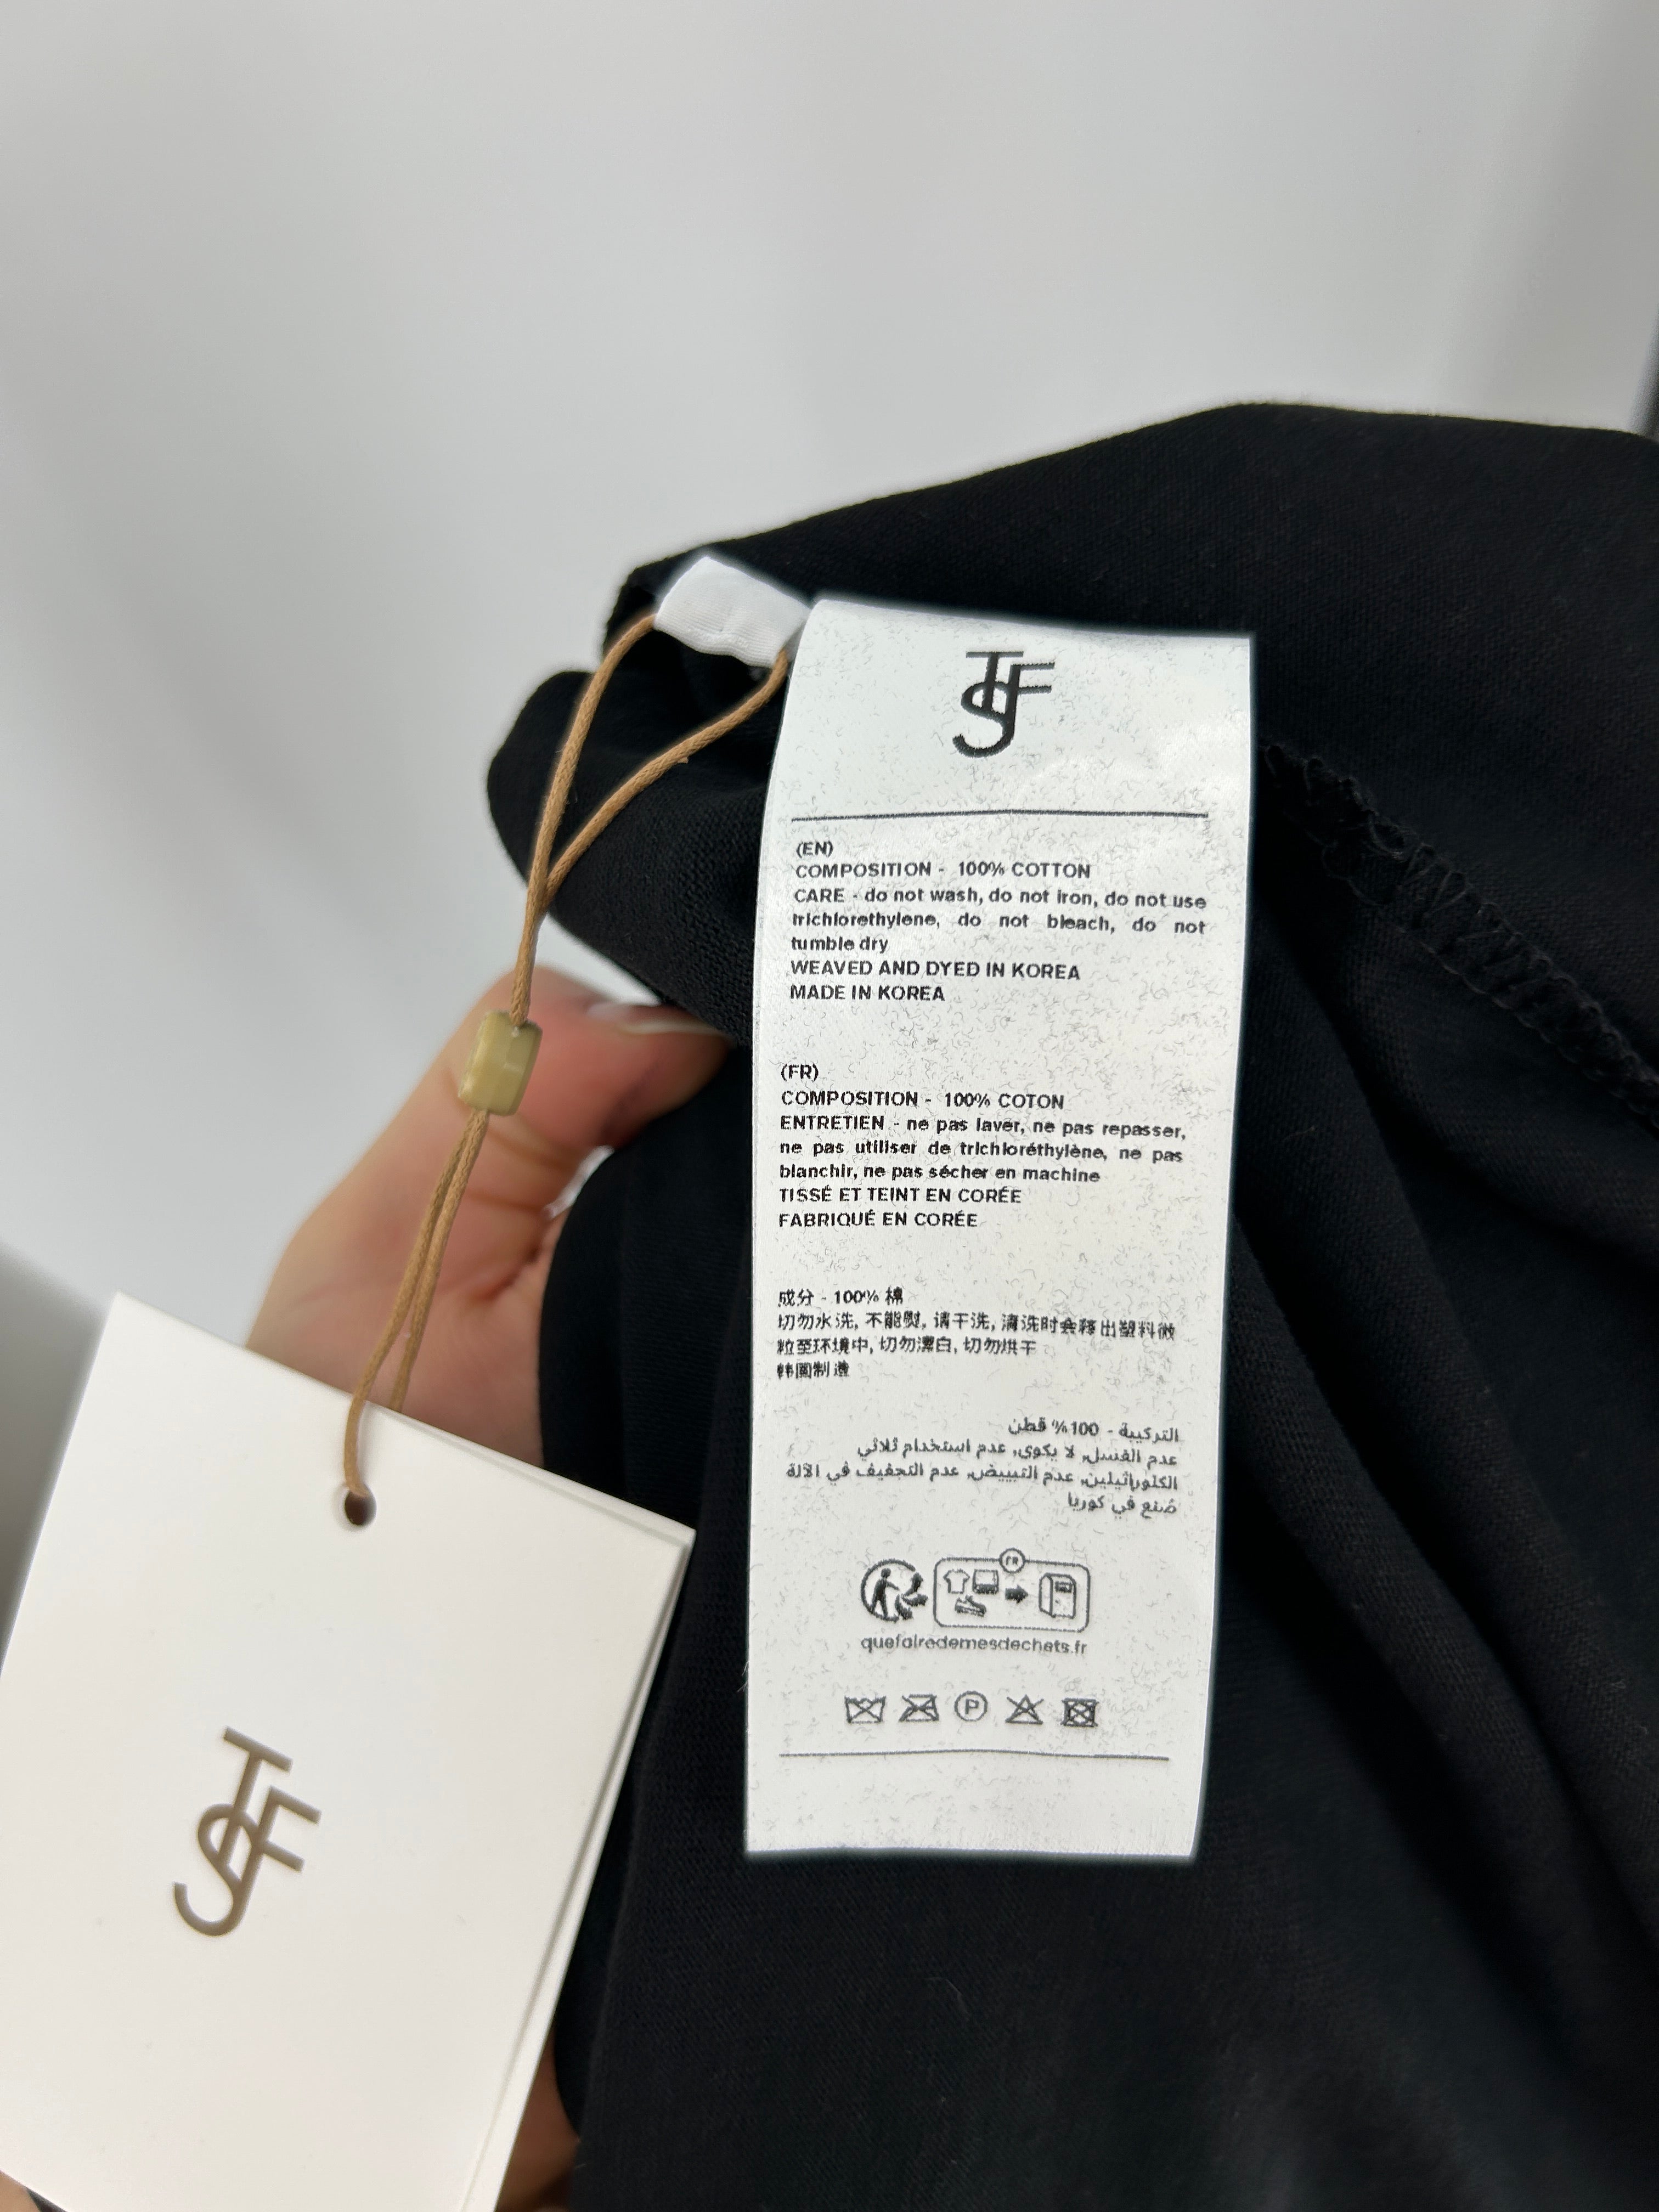 TSJF
(EN)
COMPOSITION - 100% COTTON
CARE - do not wash, do not iron, do not use
trichlorethylene, do not bleach, do not
tumble dry
WEAVED AND DYED IN KOREA
MADE IN KOREA
(FR)
COMPOSITION - 100% COTON
ENTRETIEN - ne pas laver, ne pas repasser,
ne pas utiliser de trichloréthylène, ne pas
blanchir, ne pas sécher en machine
TISSÉ ET TEINT EN CORÉE
FABRIQUÉ EN CORÉE
成分 - 100% 棉
切勿水洗, 不能熨, 请干洗, 清洗时会释出塑料微
粒至环境中, 切勿漂白, 切勿烘干
韩国制造
التركيبة - 100% قطن
عدم الغسل, لا يكوى, عدم استخدام ثلاثي
الكلوراثيلين, عدم التبييض, عدم التجفيف في الآلة
صُنع في كوريا
FR
quefairedemesdechets.fr
P
TSJF